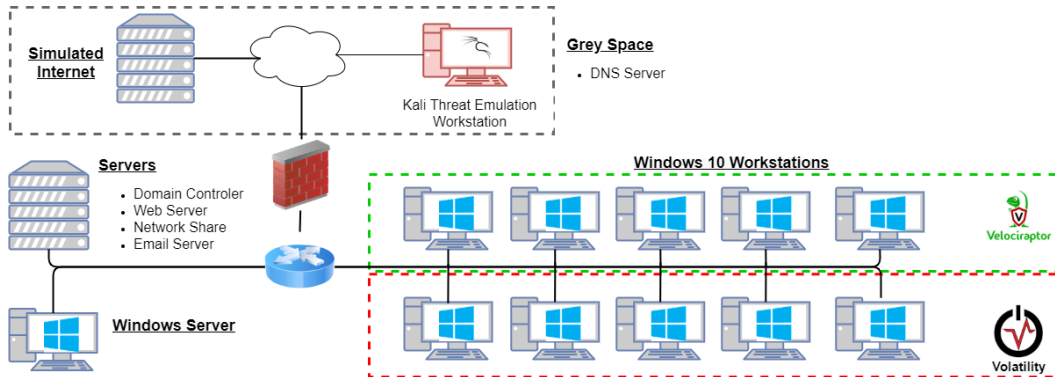 Simulated
Internet
Grey Space
DNS Server
Kali Threat Emulation
Workstation
Servers
Domain Controler
Web Server
Network Share
Email Server
Windows 10 Workstations
V
Velociraptor
Windows Server
Volatility